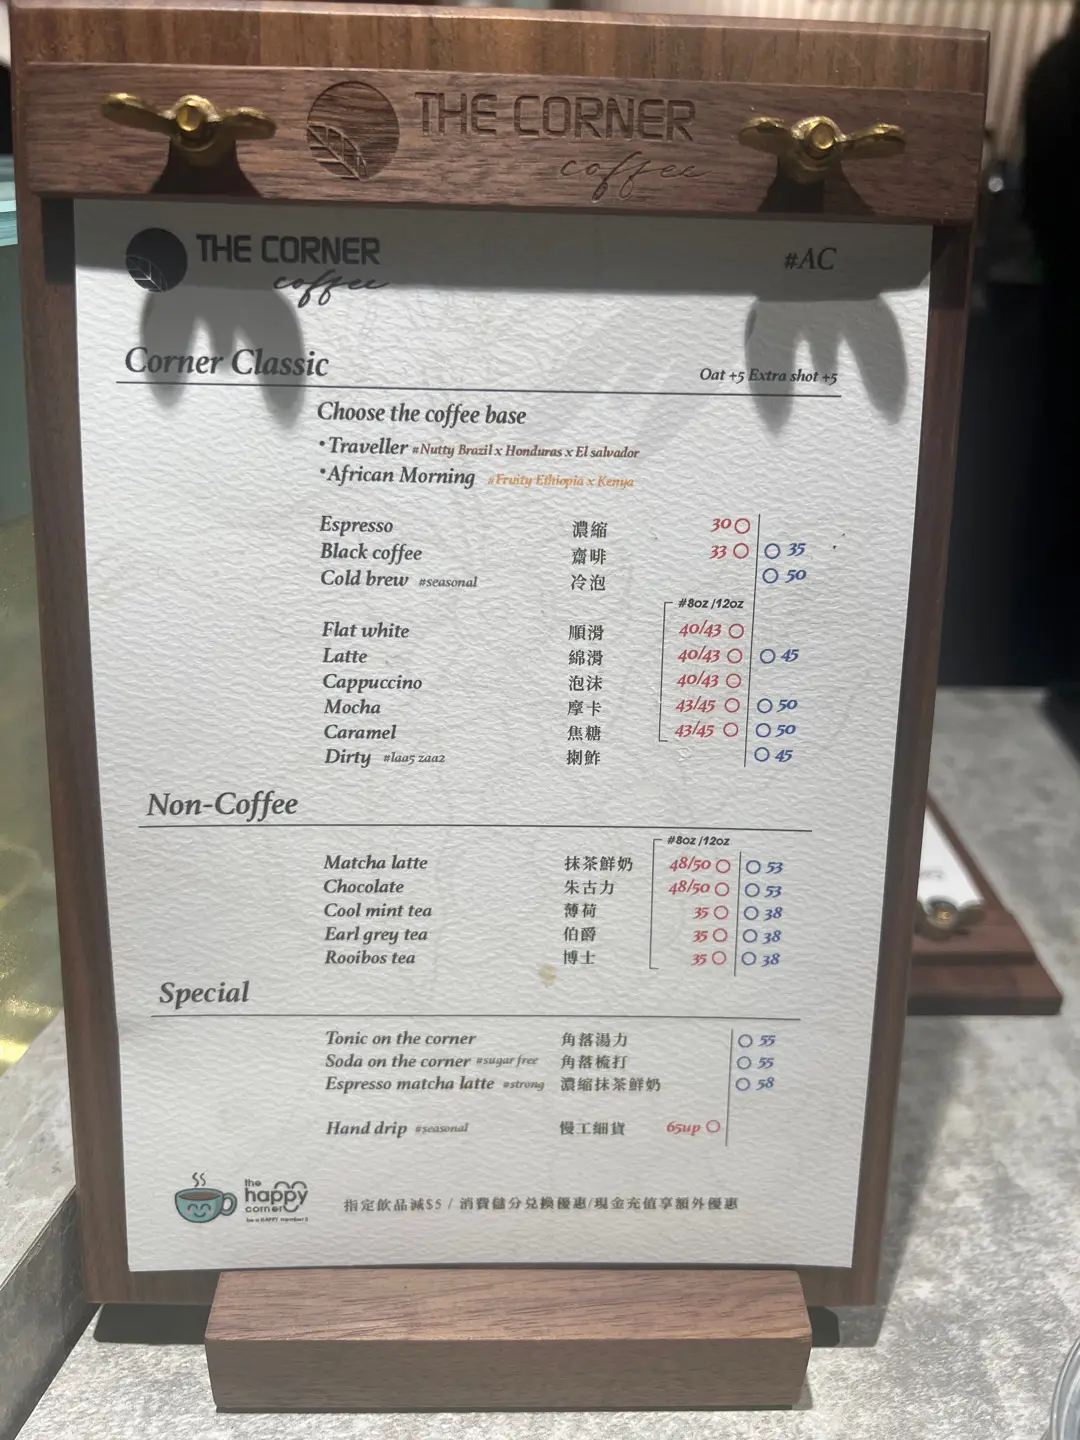 THE CORNER
coffee
THE CORNER
coffee
#AC
Corner Classic
Oat +5 Extra shot +5
Choose the coffee base
•Traveller #Nutty Brazil x Honduras x El salvador
•African Morning #Fruity Ethiopia x Kenya
Espresso 濃縮 30
Black coffee 齋啡 33 35
Cold brew #seasonal 冷泡 50
#8oz /12oz
Flat white 順滑 40/43
Latte 綿滑 40/43 45
Cappuccino 泡沫 40/43
Mocha 摩卡 43/45 50
Caramel 焦糖 43/45 50
Dirty #laa5 zaa2 揦鮓 45
Non-Coffee
#8oz /12oz
Matcha latte 抹茶鮮奶 48/50 53
Chocolate 朱古力 48/50 53
Cool mint tea 薄荷 35 38
Earl grey tea 伯爵 35 38
Rooibos tea 博士 35 38
Special
Tonic on the corner 角落湯力 55
Soda on the corner #sugar free 角落梳打 55
Espresso matcha latte #strong 濃縮抹茶鮮奶 58
Hand drip #seasonal 慢工細貨 65up
the
happy
corner
be a HAPPY member!
指定飲品減$5 / 消費儲分兌換優惠/現金充值享額外優惠